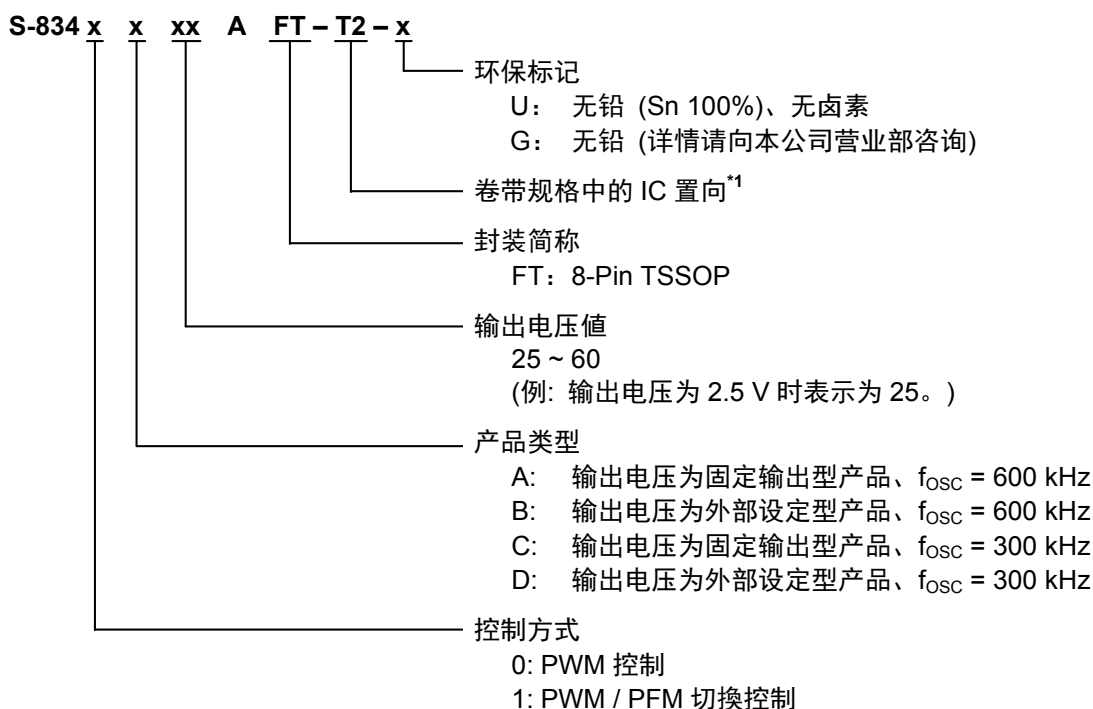 S-834 x x xx A FT – T2 – x
环保标记
U： 无铅 (Sn 100%)、无卤素
G： 无铅 (详情请向本公司营业部咨询)
卷带规格中的 IC 置向*1
封装简称
FT：8-Pin TSSOP
输出电压値
25 ~ 60
(例: 输出电压为 2.5 V 时表示为 25。)
产品类型
A: 输出电压为固定输出型产品、fOSC = 600 kHz
B: 输出电压为外部设定型产品、fOSC = 600 kHz
C: 输出电压为固定输出型产品、fOSC = 300 kHz
D: 输出电压为外部设定型产品、fOSC = 300 kHz
控制方式
0: PWM 控制
1: PWM / PFM 切換控制